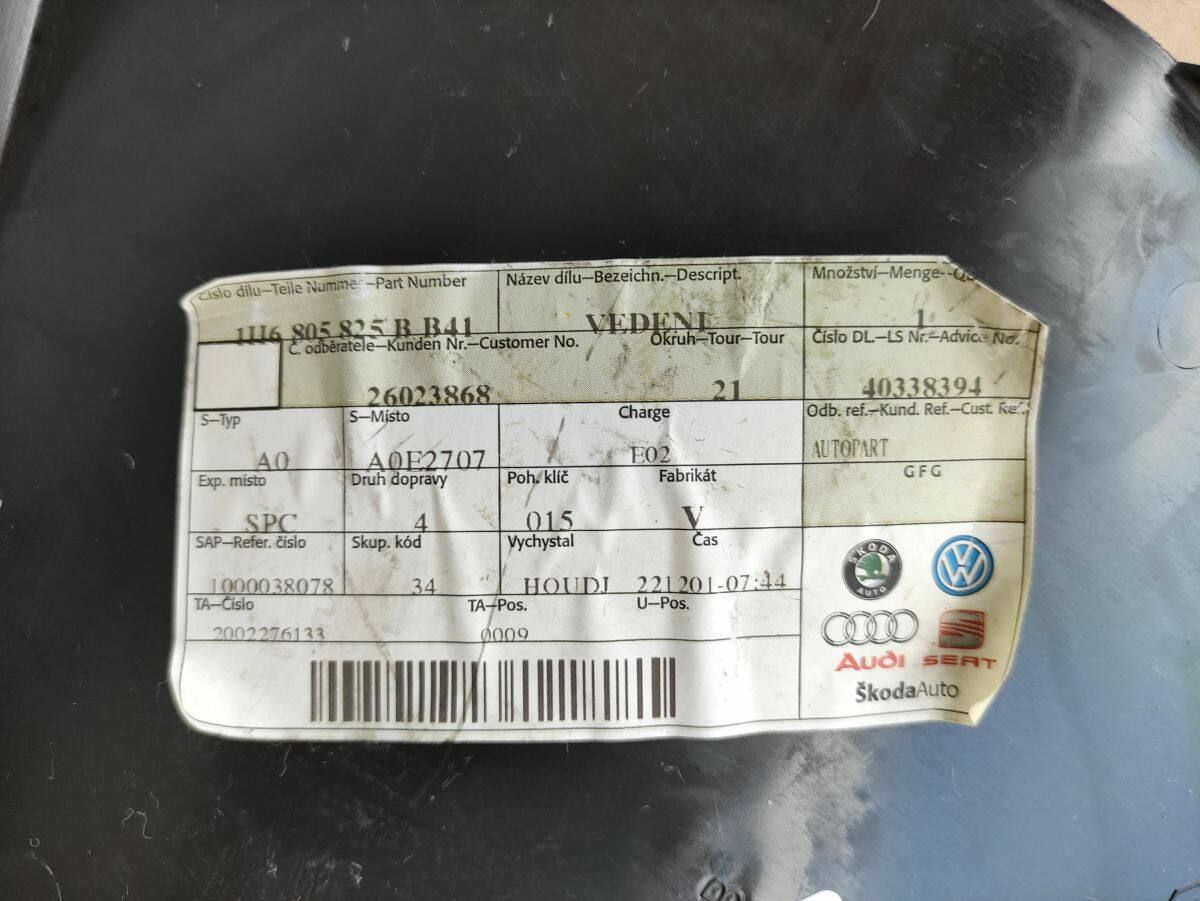 Číslo dílu–Teile Nummer–Part Number
Název dílu–Bezeichn.–Descript.
Množství–Menge–
1H6 805 825 B B41
VEDENI
1
Č. odběratele–Kunden Nr.–Customer No.
Okruh–Tour–Tour
Číslo DL.–LS Nr.–Advice No.
26023868
21
40338394
S–Typ
S–Místo
Charge
Odb. ref.–Kund. Ref.–Cust. Ref.
A0
A0E2707
E02
AUTOPART
Exp. místo
Druh dopravy
Poh. klíč
Fabrikát
GFG
SPC
4
015
V
SAP–Refer. číslo
Skup. kód
Vychystal
Čas
1000038078
34
HOUDJ
221201-07:44
TA–Číslo
TA–Pos.
U–Pos.
2002276133
0009
ŠKODA
AUTO
VW
Audi
SEAT
ŠkodaAuto